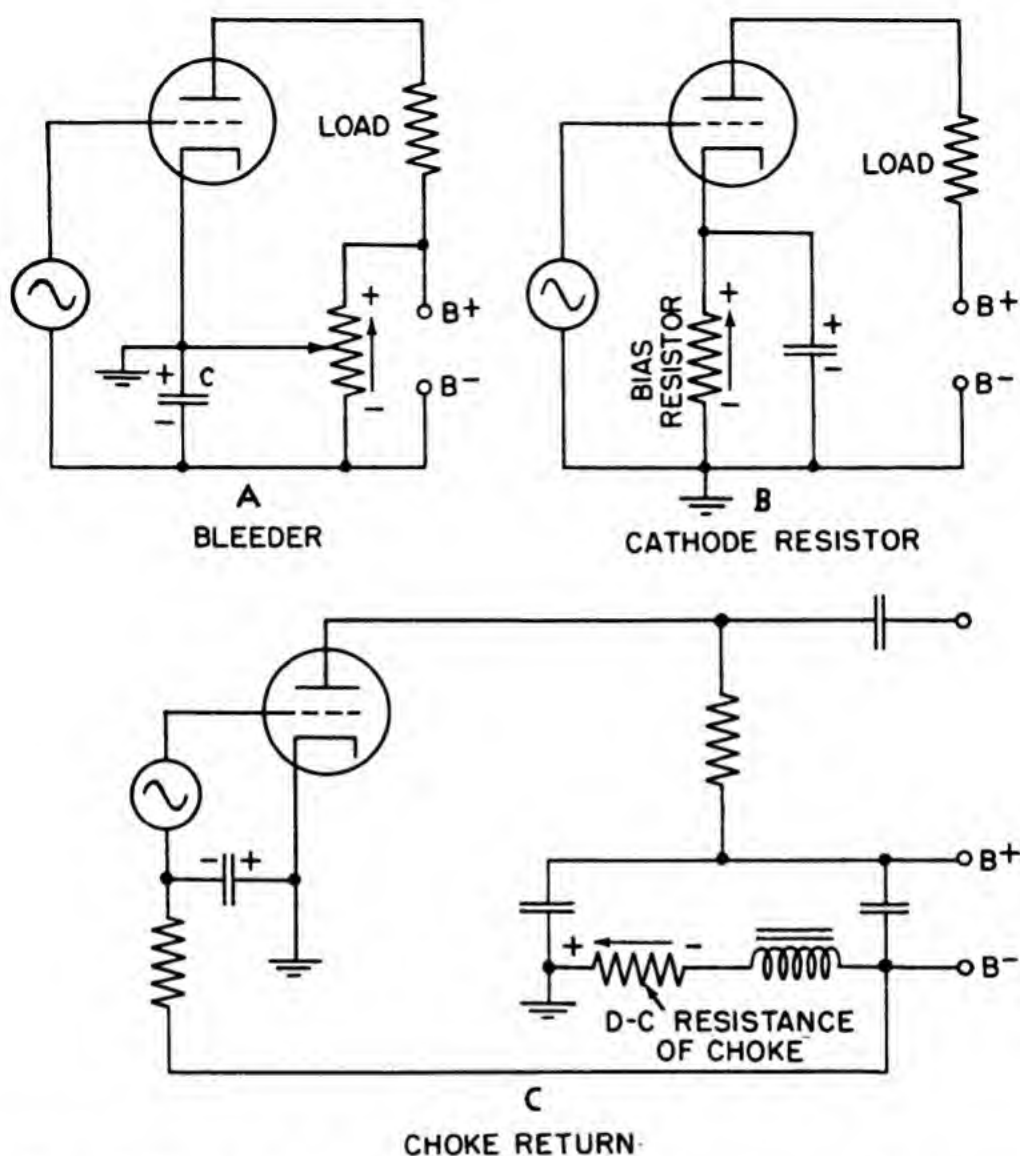 LOAD
+
B+
-
B-
+
C
-
A
BLEEDER
LOAD
BIAS
RESISTOR
+
-
+
-
B+
B-
B
CATHODE RESISTOR
- +
B+
+ -
B-
D-C RESISTANCE
OF CHOKE
C
CHOKE RETURN